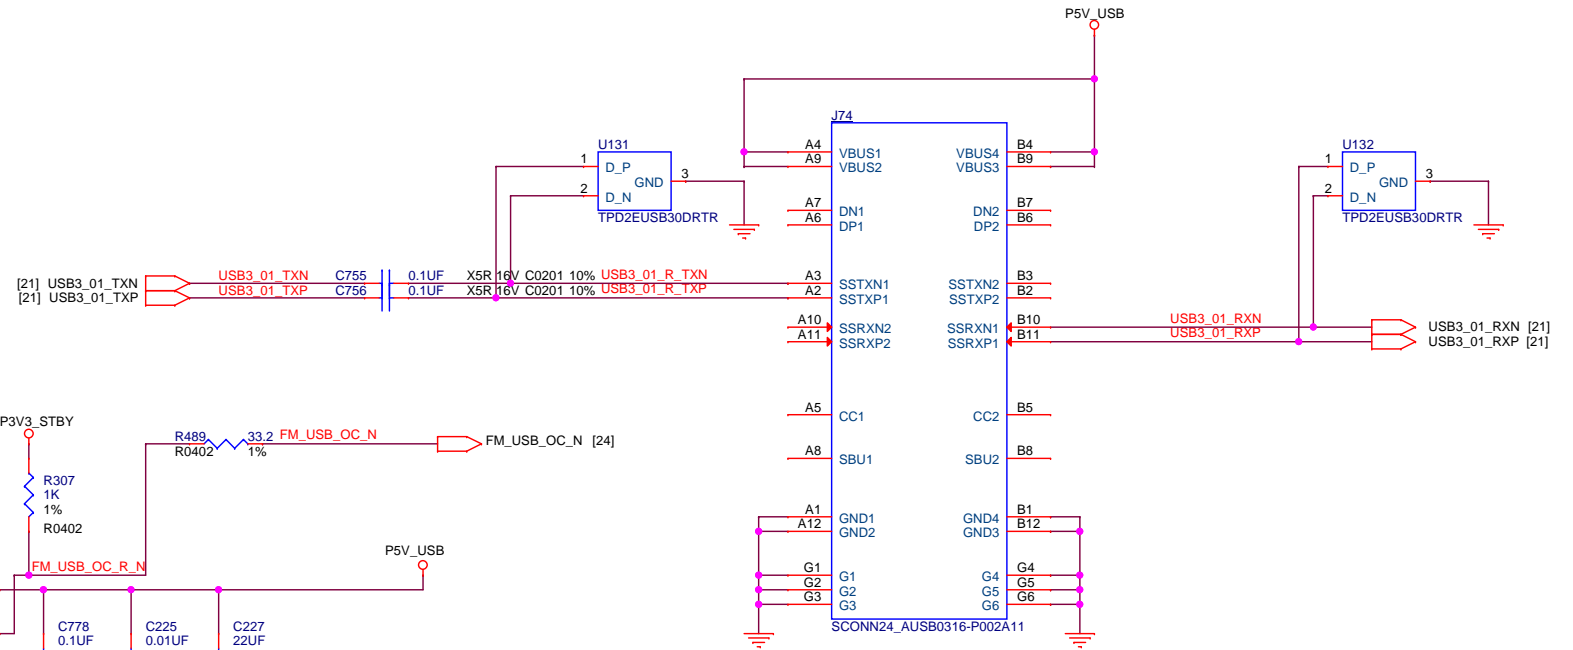 P5V_USB
J74
U131
1 D_P
GND 3
2 D_N
TPD2EUSB30DRTR
U132
1 D_P
GND 3
2 D_N
TPD2EUSB30DRTR
A4 VBUS1 VBUS4 B4
A9 VBUS2 VBUS3 B9
A7 DN1 DN2 B7
A6 DP1 DP2 B6
[21] USB3_01_TXN USB3_01_TXN C755 0.1UF X5R 16V C0201 10% USB3_01_R_TXN A3 SSTXN1 SSTXN2 B3
[21] USB3_01_TXP USB3_01_TXP C756 0.1UF X5R 16V C0201 10% USB3_01_R_TXP A2 SSTXP1 SSTXP2 B2
A10 SSRXN2 SSRXN1 B10 USB3_01_RXN USB3_01_RXN [21]
A11 SSRXP2 SSRXP1 B11 USB3_01_RXP USB3_01_RXP [21]
A5 CC1 CC2 B5
A8 SBU1 SBU2 B8
A1 GND1 GND4 B1
A12 GND2 GND3 B12
G1 G1 G4 G4
G2 G2 G5 G5
G3 G3 G6 G6
SCONN24_AUSB0316-P002A11
P3V3_STBY
R489 33.2 FM_USB_OC_N FM_USB_OC_N [24]
R0402 1%
R307
1K
1%
R0402
FM_USB_OC_R_N
P5V_USB
C778 C225 C227
0.1UF 0.01UF 22UF